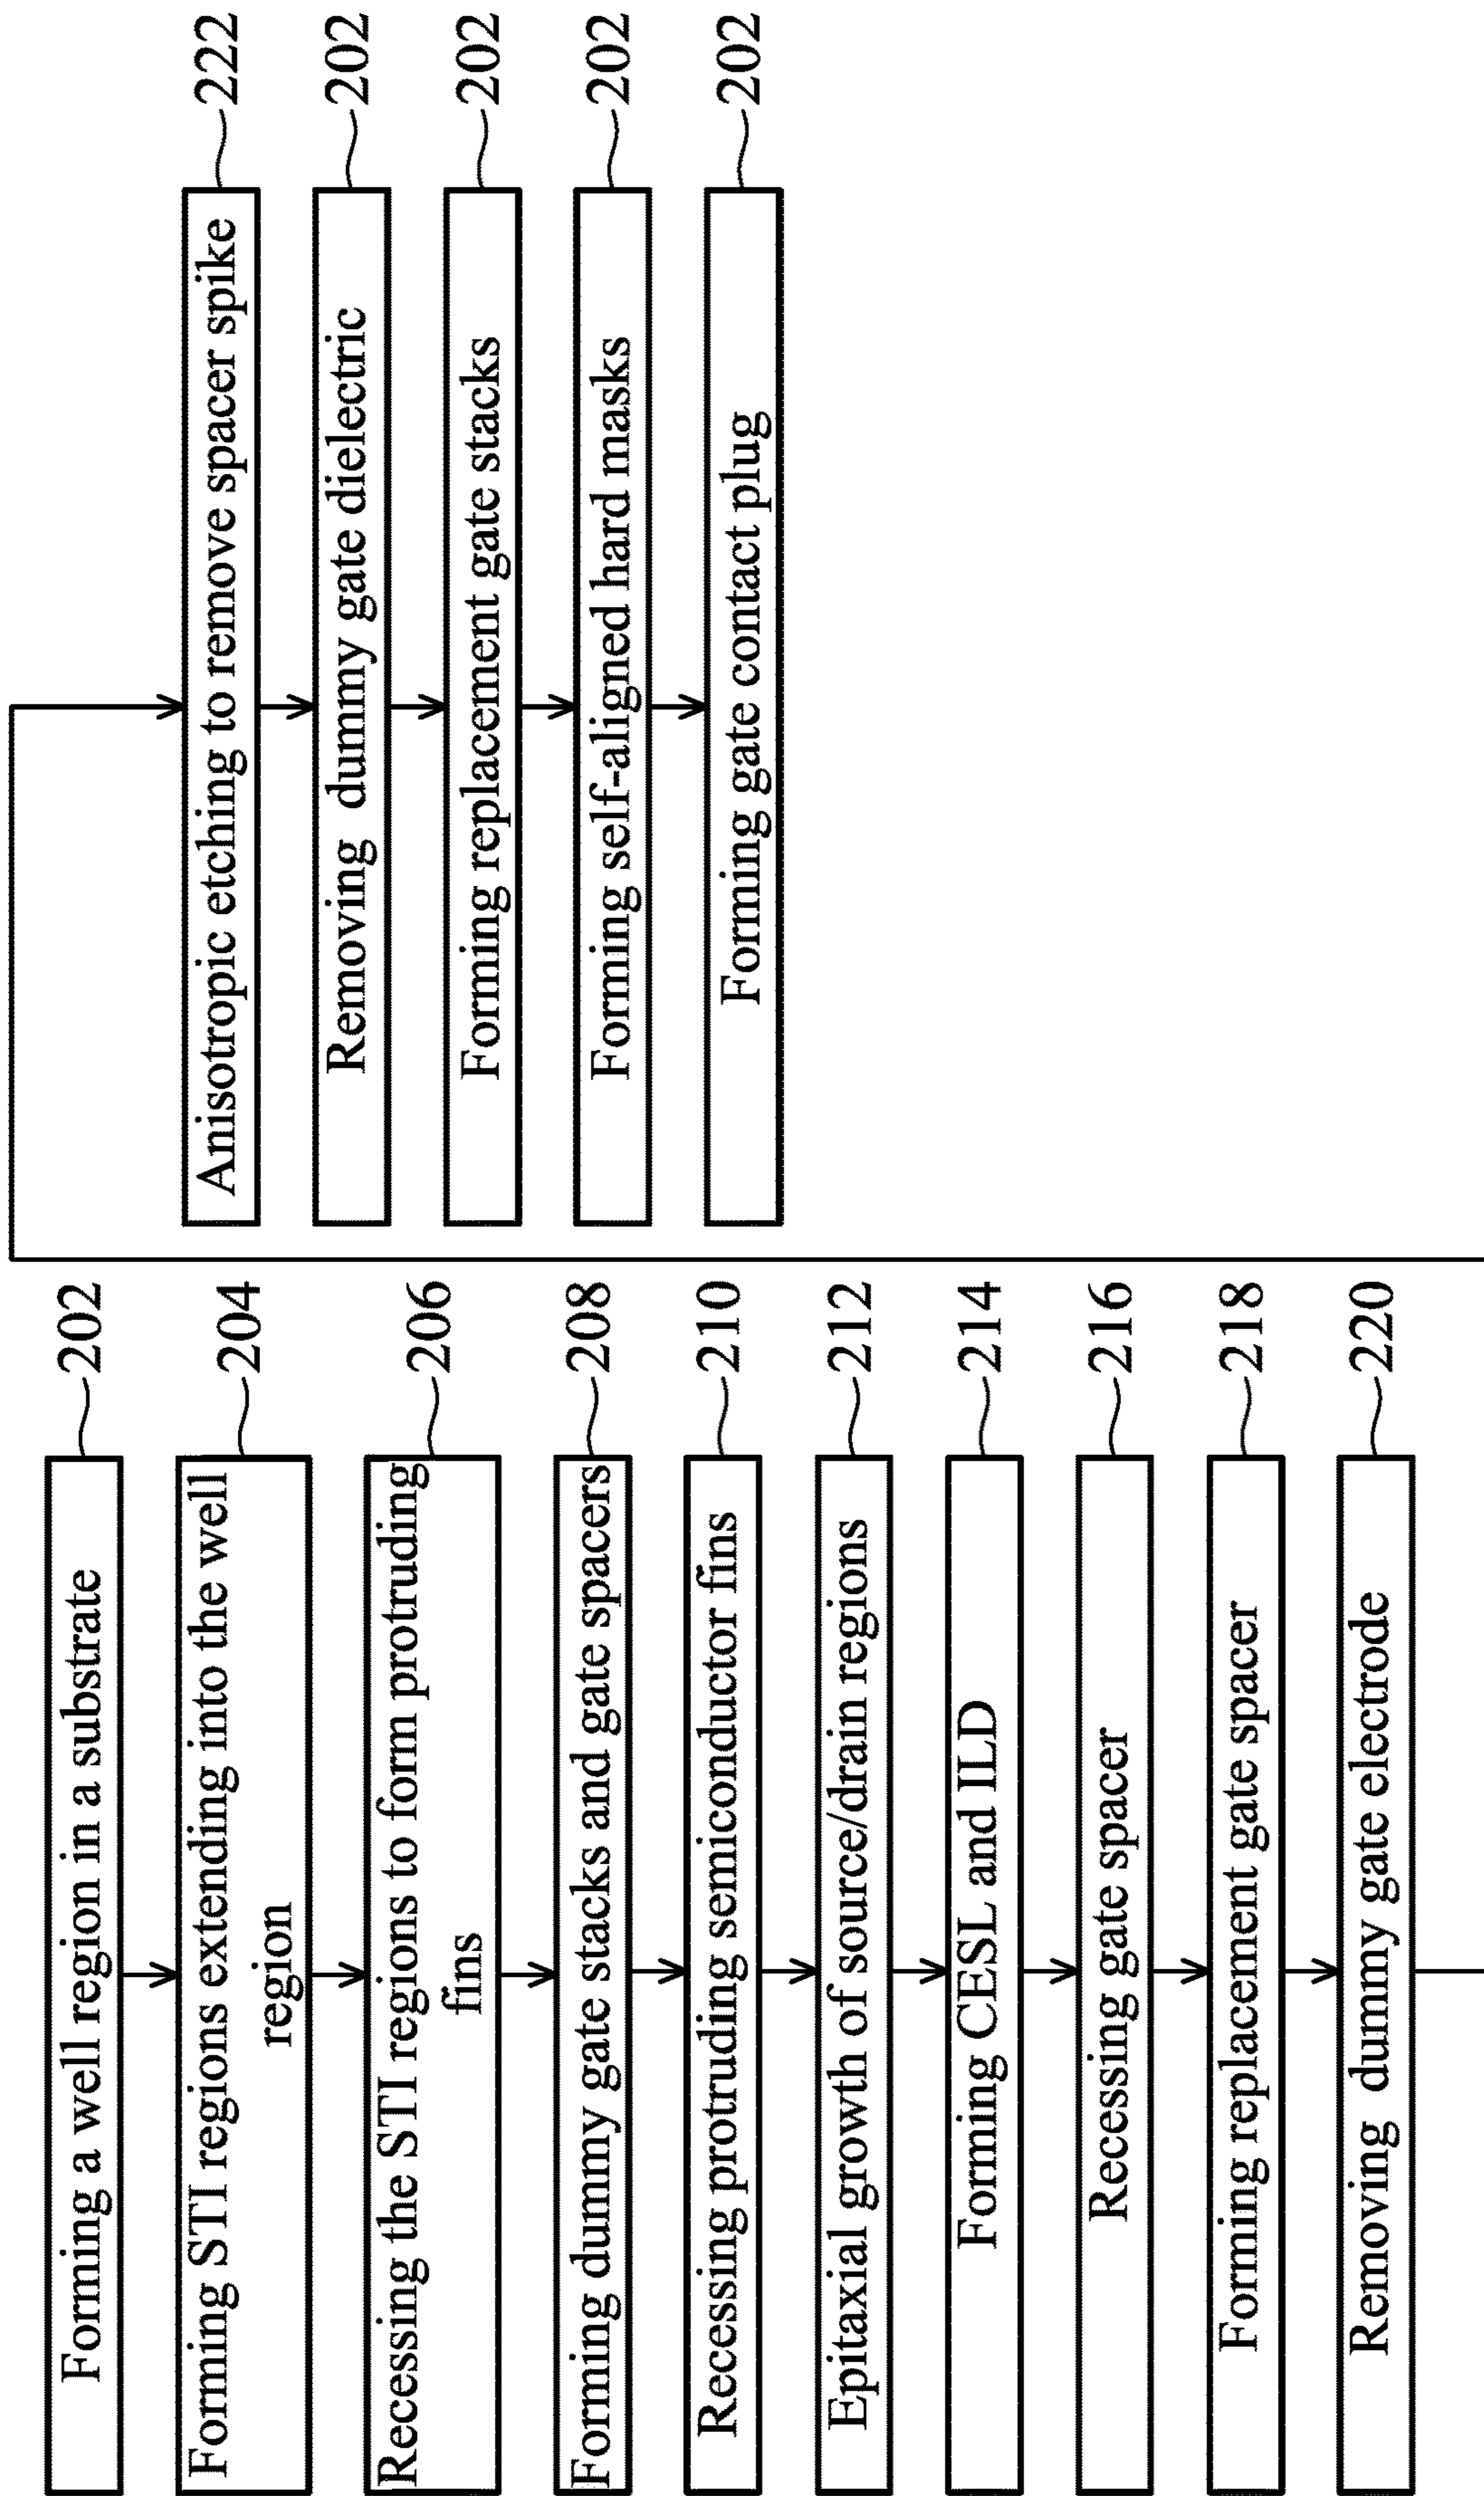 Forming a well region in a substrate
202
Forming STI regions extending into the well
region
204
Recessing the STI regions to form protruding
fins
206
Forming dummy gate stacks and gate spacers
208
Recessing protruding semiconductor fins
210
Epitaxial growth of source/drain regions
212
Forming CESL and ILD
214
Recessing gate spacer
216
Forming replacement gate spacer
218
Removing dummy gate electrode
220
Anisotropic etching to remove spacer spike
222
Removing dummy gate dielectric
202
Forming replacement gate stacks
202
Forming self-aligned hard masks
202
Forming gate contact plug
202